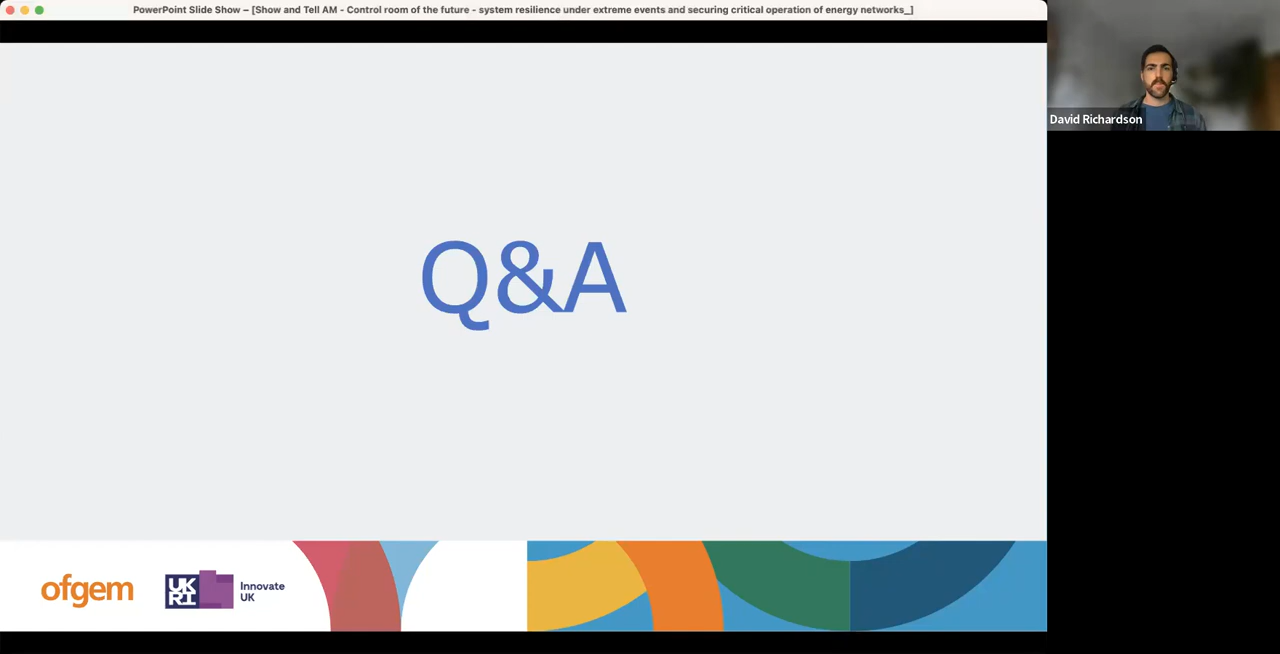 PowerPoint Slide Show – [Show and Tell AM - Control room of the future - system resilience under extreme events and securing critical operation of energy networks_]
David Richardson
Q&A
ofgem
UK
RI
Innovate
UK